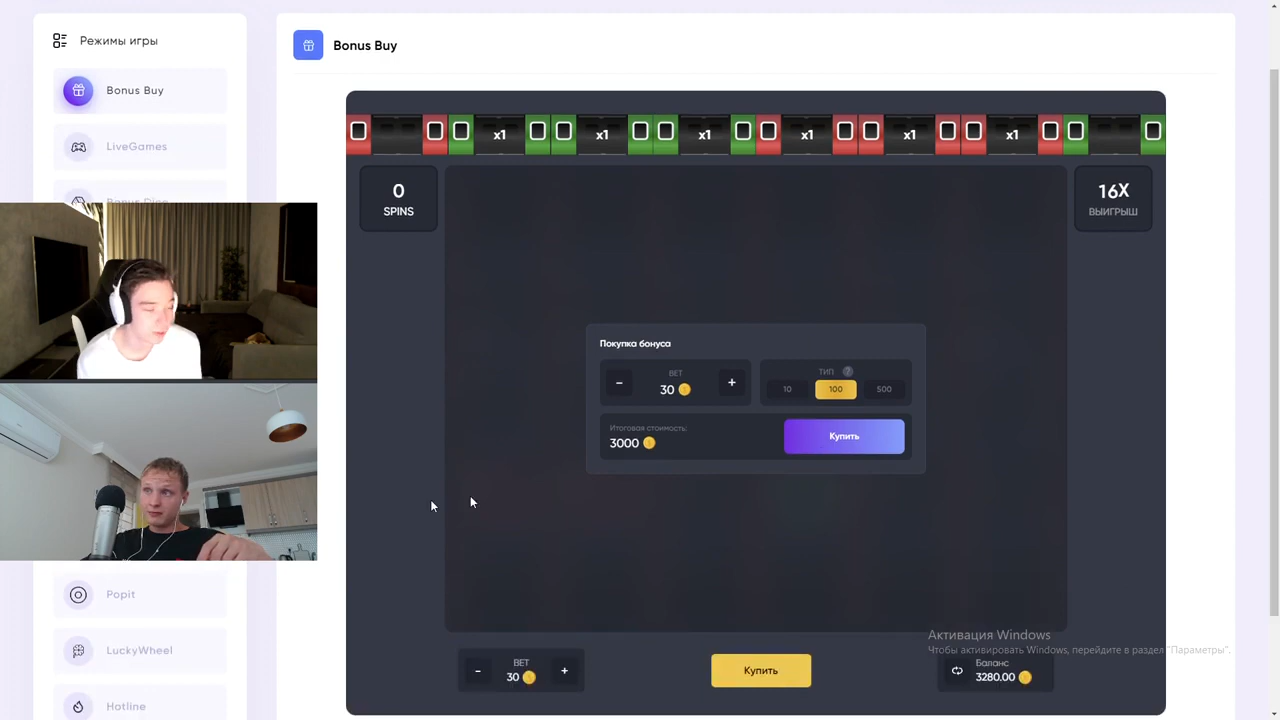 Режимы игры
Bonus Buy
LiveGames
Bonus Dice
Popit
LuckyWheel
Hotline
Bonus Buy
x1
x1
x1
x1
x1
x1
0
SPINS
16X
ВЫИГРЫШ
Покупка бонуса
− BET 30 +
ТИП ?
10 100 500
Итоговая стоимость:
3000
Купить
− BET 30 +
Купить
Баланс
3280.00
Активация Windows
Чтобы активировать Windows, перейдите в раздел "Параметры".